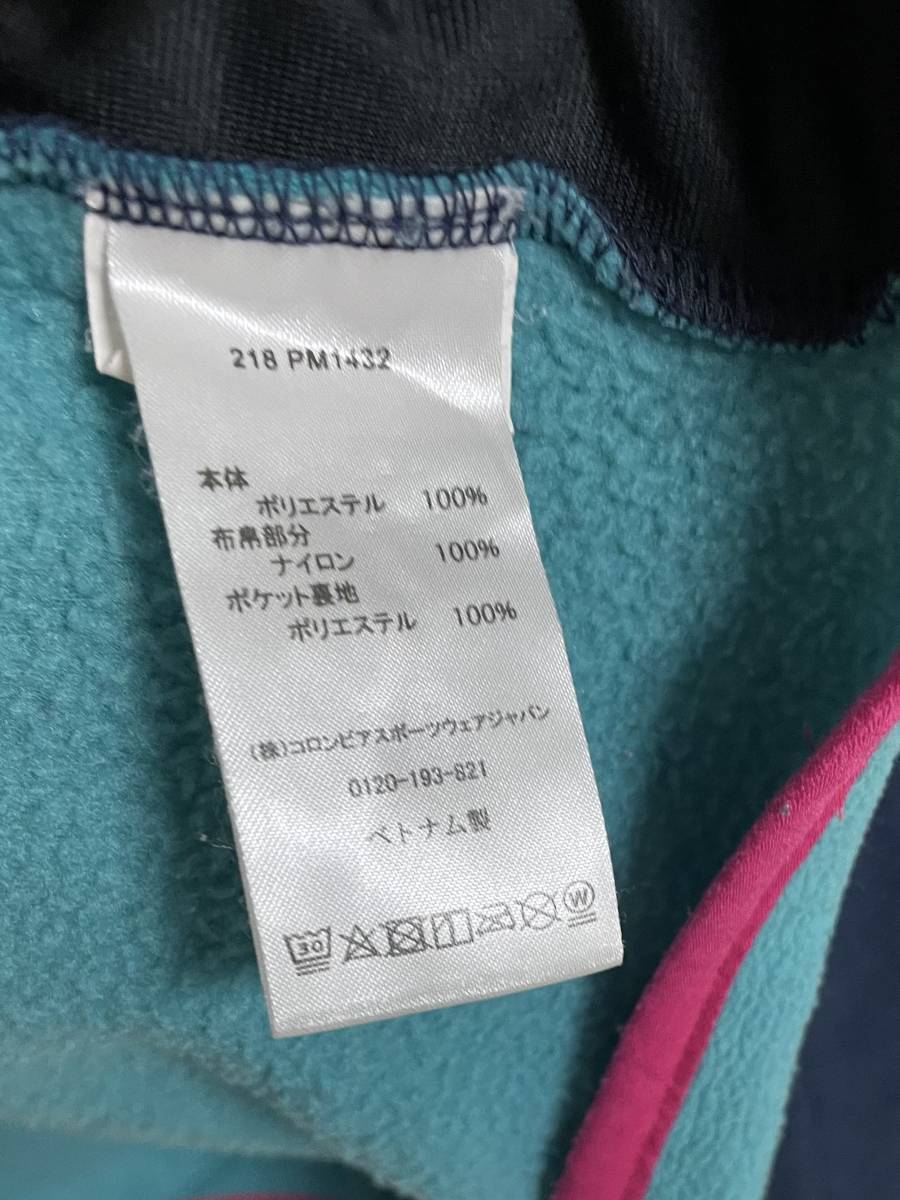 218 PM1432
本体
ポリエステル 100%
布帛部分
ナイロン 100%
ポケット裏地
ポリエステル 100%
(株)コロンビアスポーツウェアジャパン
0120-193-821
ベトナム製
30 W